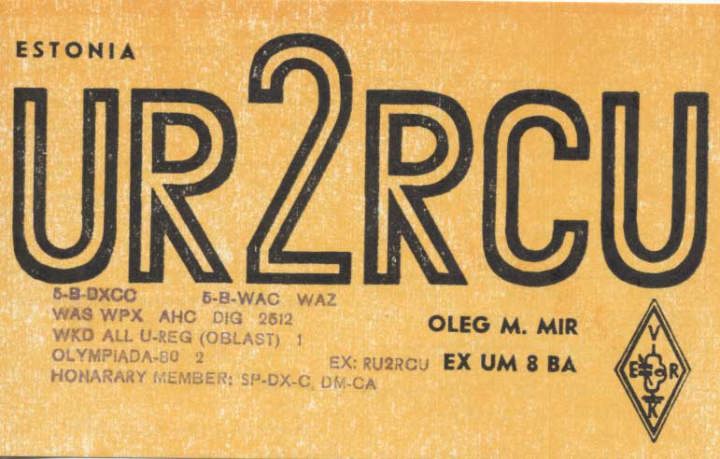 ESTONIA
UR2RCU
5-B-DXCC 5-B-WAC WAZ
WAS WPX AHC DIG 2512
WKD ALL U-REG (OBLAST) 1
OLYMPIADA-80 2
HONARARY MEMBER: SP-DX-C, DM-CA
EX: RU2RCU
OLEG M. MIR
EX UM 8 BA
V
E R
K